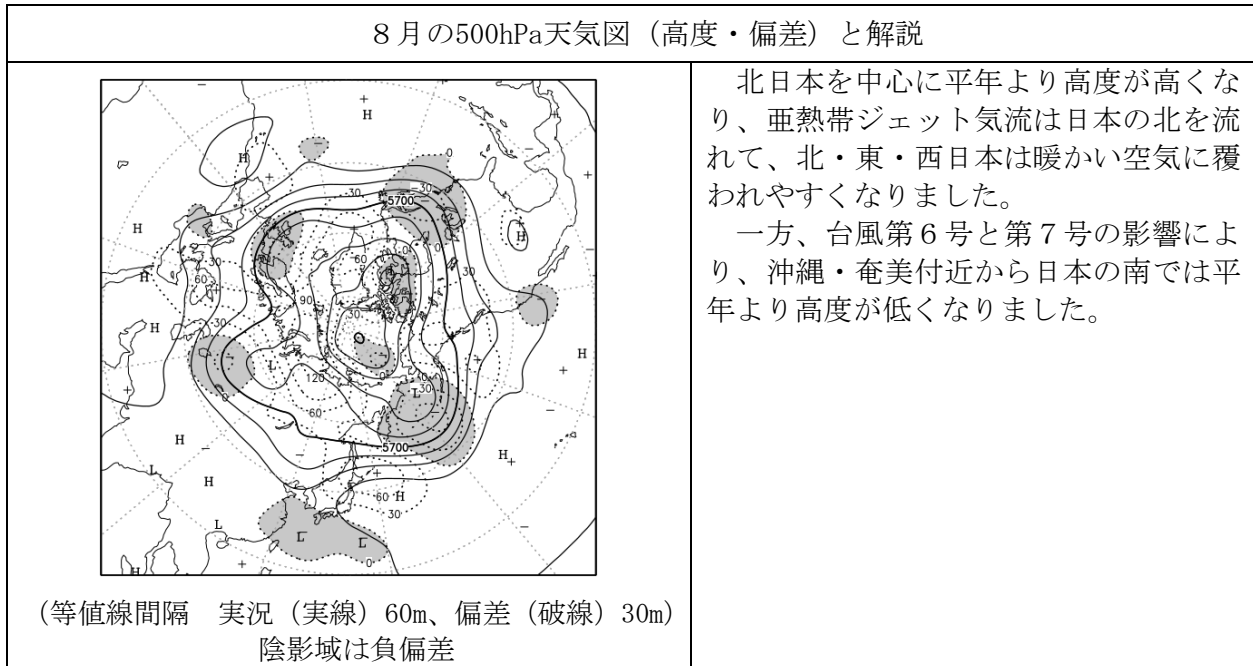 ８月の500hPa天気図（高度・偏差）と解説
北日本を中心に平年より高度が高くな
り、亜熱帯ジェット気流は日本の北を流
れて、北・東・西日本は暖かい空気に覆
われやすくなりました。
一方、台風第６号と第７号の影響によ
り、沖縄・奄美付近から日本の南では平
年より高度が低くなりました。
5700
5700
120
90
60
30
H
L
(等値線間隔　実況（実線）60m、偏差（破線）30m)
陰影域は負偏差